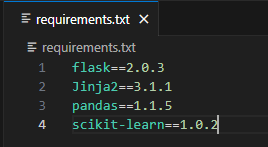 requirements.txt
requirements.txt
1 flask==2.0.3
2 Jinja2==3.1.1
3 pandas==1.1.5
4 scikit-learn==1.0.2